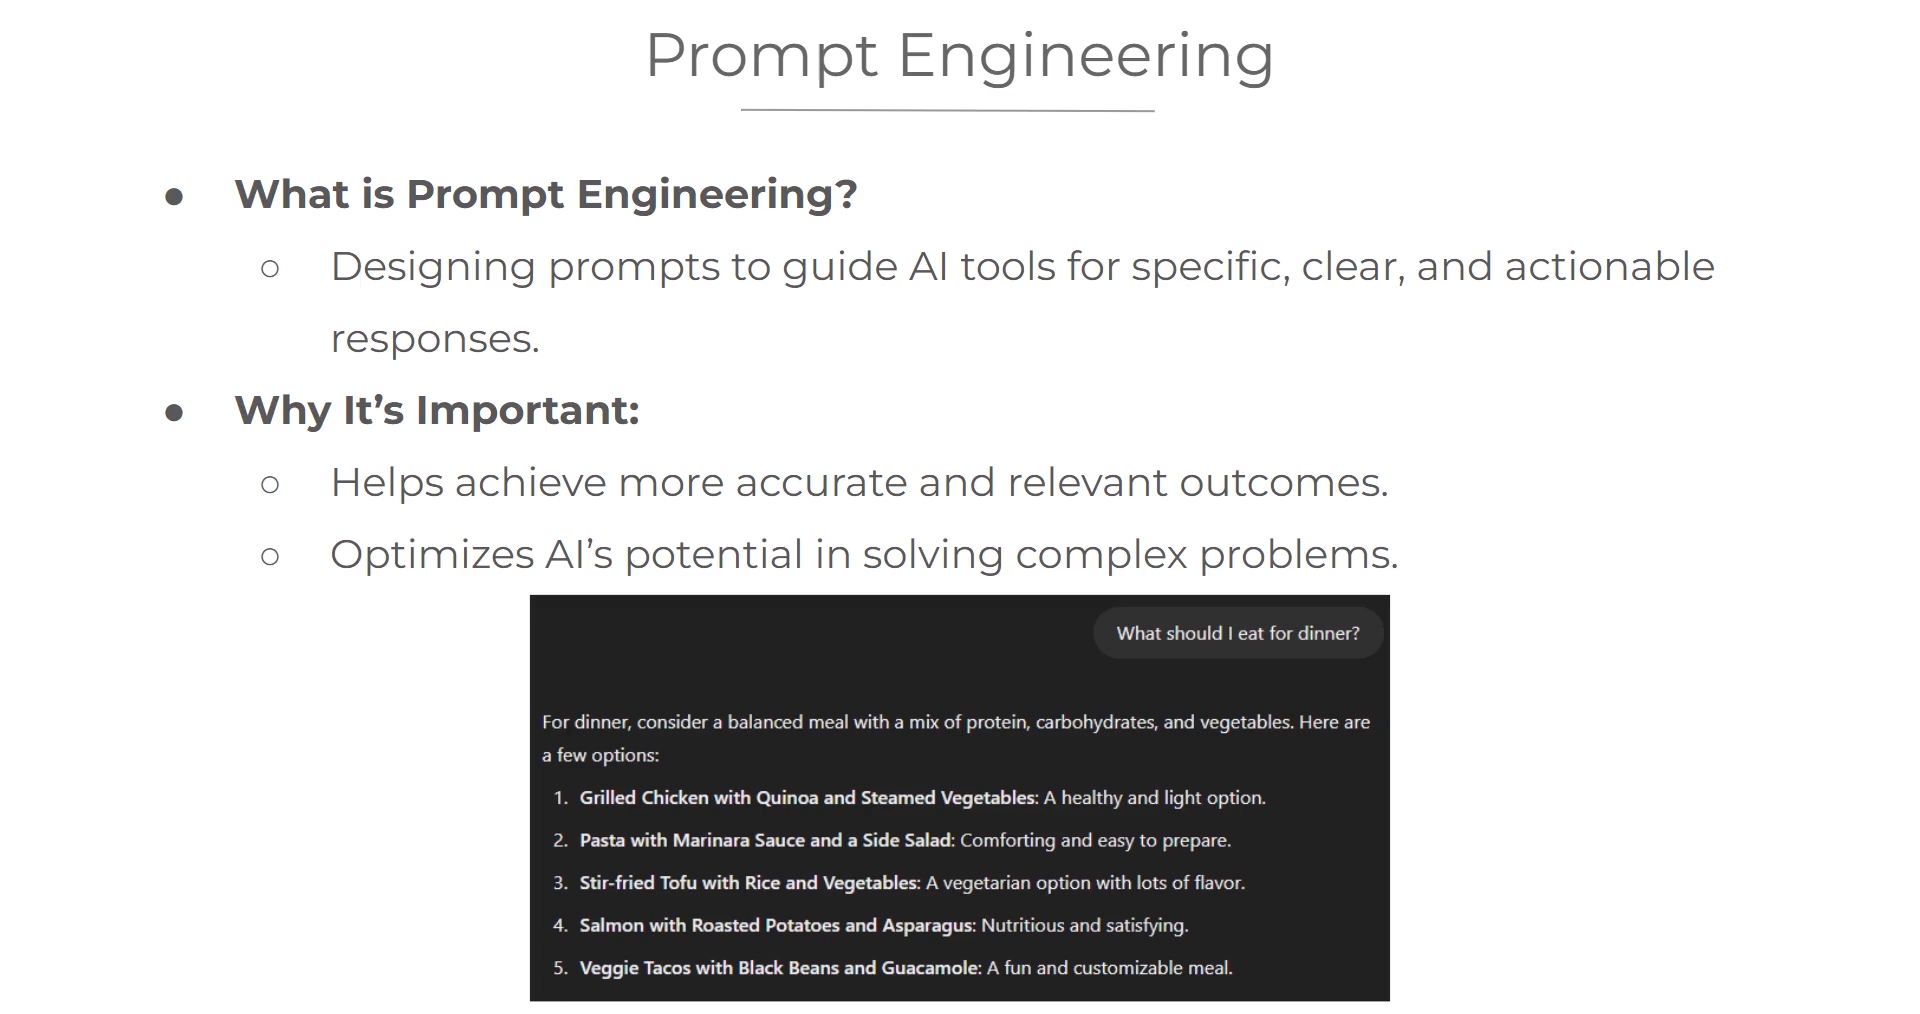 Prompt Engineering
● What is Prompt Engineering?
○ Designing prompts to guide AI tools for specific, clear, and actionable
responses.
● Why It’s Important:
○ Helps achieve more accurate and relevant outcomes.
○ Optimizes AI’s potential in solving complex problems.
What should I eat for dinner?
For dinner, consider a balanced meal with a mix of protein, carbohydrates, and vegetables. Here are
a few options:
1. Grilled Chicken with Quinoa and Steamed Vegetables: A healthy and light option.
2. Pasta with Marinara Sauce and a Side Salad: Comforting and easy to prepare.
3. Stir-fried Tofu with Rice and Vegetables: A vegetarian option with lots of flavor.
4. Salmon with Roasted Potatoes and Asparagus: Nutritious and satisfying.
5. Veggie Tacos with Black Beans and Guacamole: A fun and customizable meal.